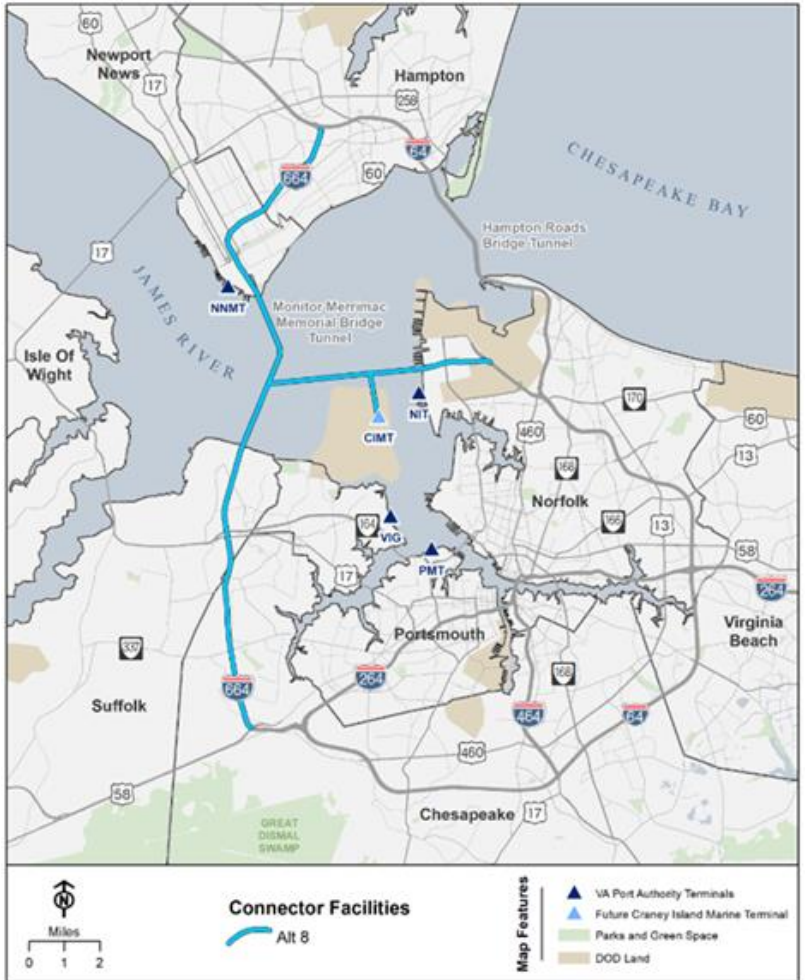 60
Newport
News
17
Hampton
258
64
664
60
CHESAPEAKE BAY
17
Hampton Roads
Bridge-Tunnel
JAMES RIVER
NNMT
Monitor Merrimac
Memorial Bridge
Tunnel
Isle Of
Wight
NIT
170
60
CIMT
460
13
168
Norfolk
164
VIG
166
13
58
PMT
17
264
Portsmouth
Virginia
Beach
337
264
168
664
Suffolk
464
64
460
58
Chesapeake
17
GREAT
DISMAL
SWAMP
N
Miles
0 1 2
Connector Facilities
Alt 8
Map Features
VA Port Authority Terminals
Future Craney Island Marine Terminal
Parks and Green Space
DOD Land